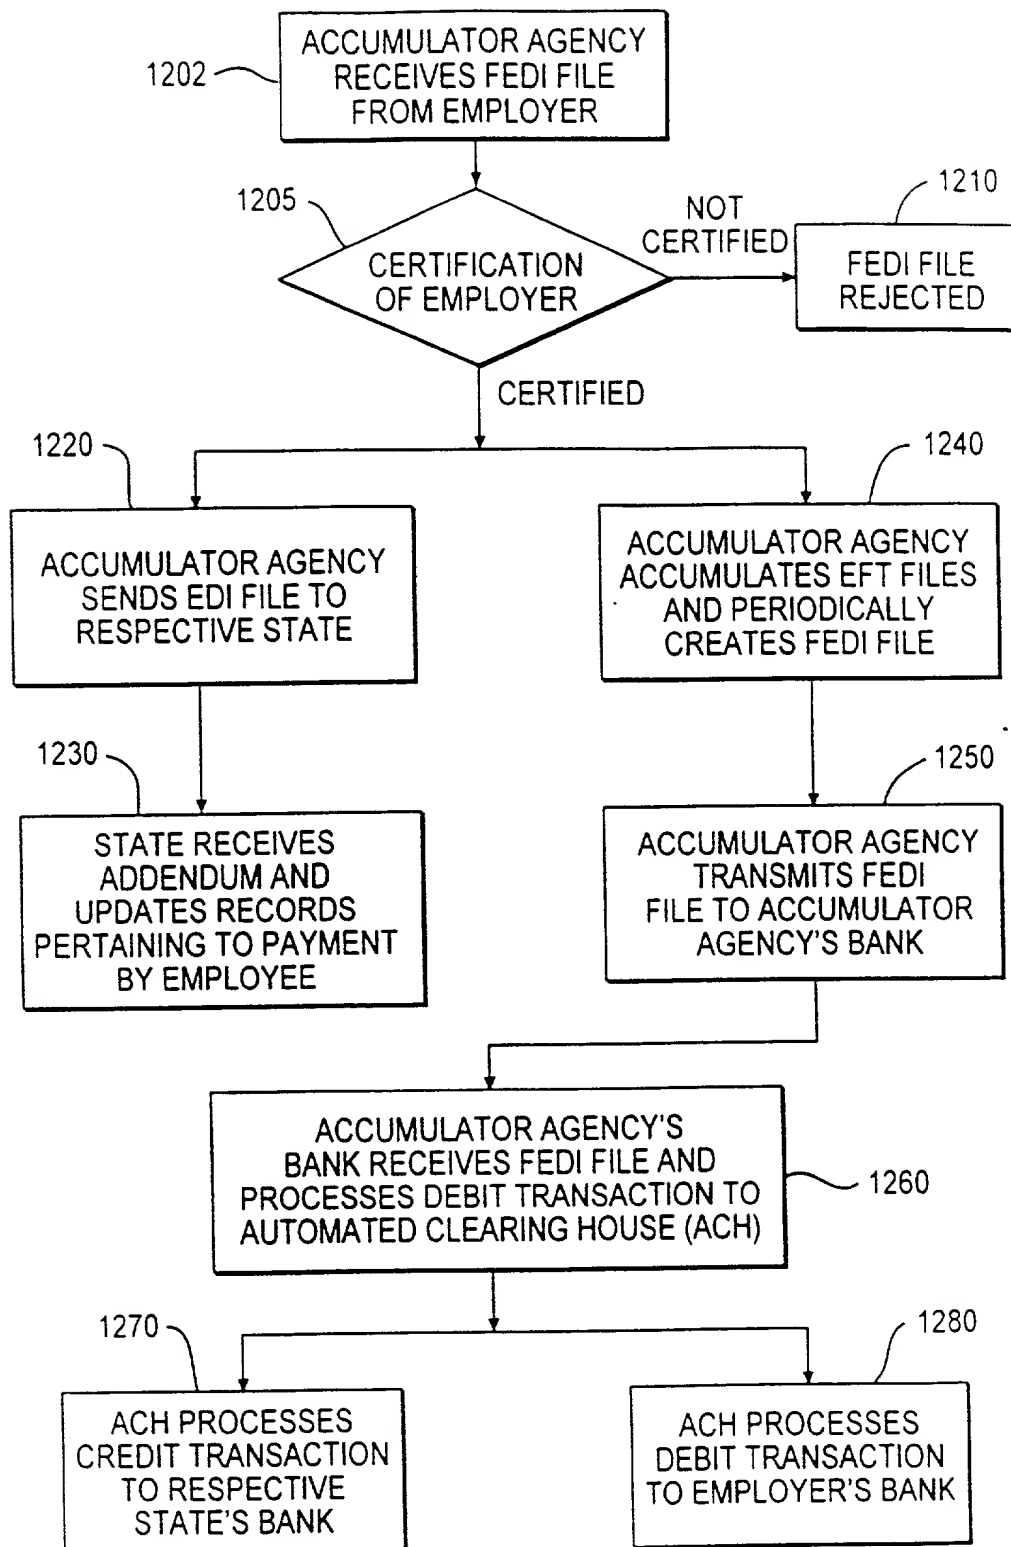 1202
ACCUMULATOR AGENCY
RECEIVES FEDI FILE
FROM EMPLOYER
1205
CERTIFICATION
OF EMPLOYER
NOT
CERTIFIED
1210
FEDI FILE
REJECTED
CERTIFIED
1220
ACCUMULATOR AGENCY
SENDS EDI FILE TO
RESPECTIVE STATE
1240
ACCUMULATOR AGENCY
ACCUMULATES EFT FILES
AND PERIODICALLY
CREATES FEDI FILE
1230
STATE RECEIVES
ADDENDUM AND
UPDATES RECORDS
PERTAINING TO PAYMENT
BY EMPLOYEE
1250
ACCUMULATOR AGENCY
TRANSMITS FEDI
FILE TO ACCUMULATOR
AGENCY'S BANK
ACCUMULATOR AGENCY'S
BANK RECEIVES FEDI FILE AND
PROCESSES DEBIT TRANSACTION TO
AUTOMATED CLEARING HOUSE (ACH)
1260
1270
ACH PROCESSES
CREDIT TRANSACTION
TO RESPECTIVE
STATE'S BANK
1280
ACH PROCESSES
DEBIT TRANSACTION
TO EMPLOYER'S BANK